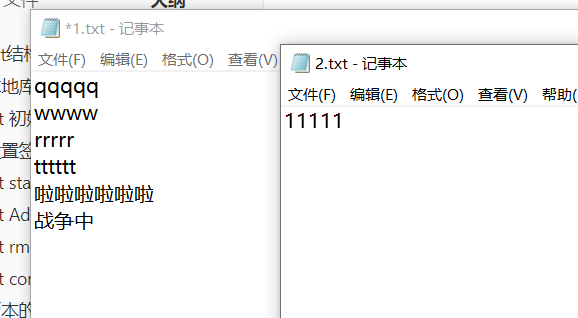 文件
大纲
*1.txt - 记事本
文件(F) 编辑(E) 格式(O) 查看(V)
qqqqq
wwww
rrrrr
tttttt
啦啦啦啦啦啦
战争中
2.txt - 记事本
文件(F) 编辑(E) 格式(O) 查看(V) 帮助(
11111
t结构
地库
t 初始
置签
t sta
t Ad
t rm
t con
本的